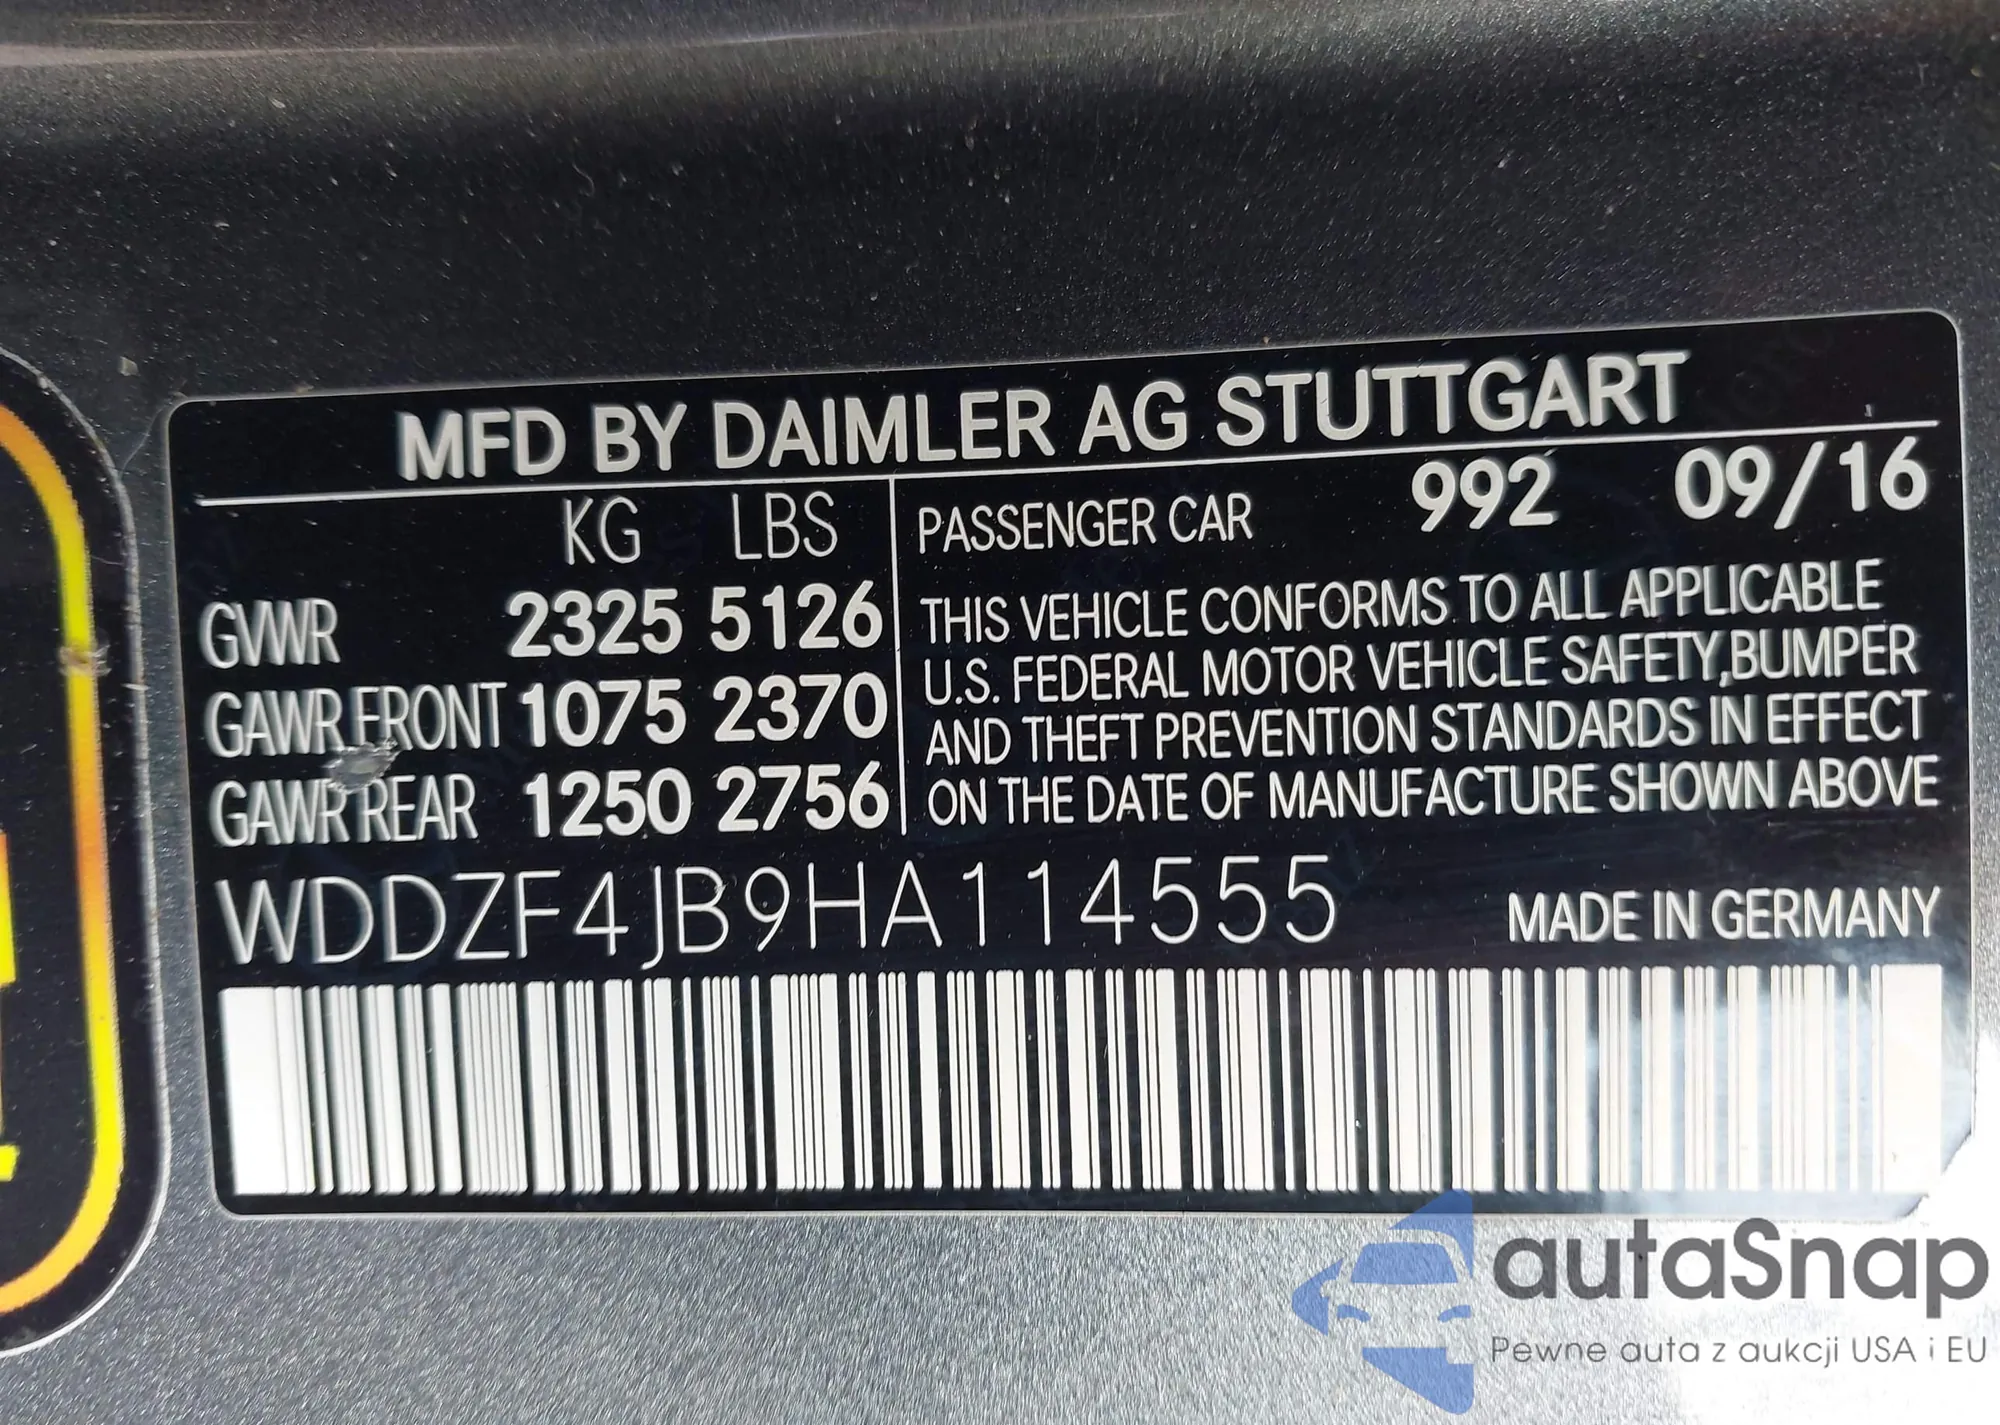 MFD BY DAIMLER AG STUTTGART
KG LBS
GVWR 2325 5126
GAWR FRONT 1075 2370
GAWR REAR 1250 2756
PASSENGER CAR 992 09/16
THIS VEHICLE CONFORMS TO ALL APPLICABLE
U.S. FEDERAL MOTOR VEHICLE SAFETY,BUMPER
AND THEFT PREVENTION STANDARDS IN EFFECT
ON THE DATE OF MANUFACTURE SHOWN ABOVE
WDDZF4JB9HA114555 MADE IN GERMANY
autaSnap
Pewne auta z aukcji USA i EU